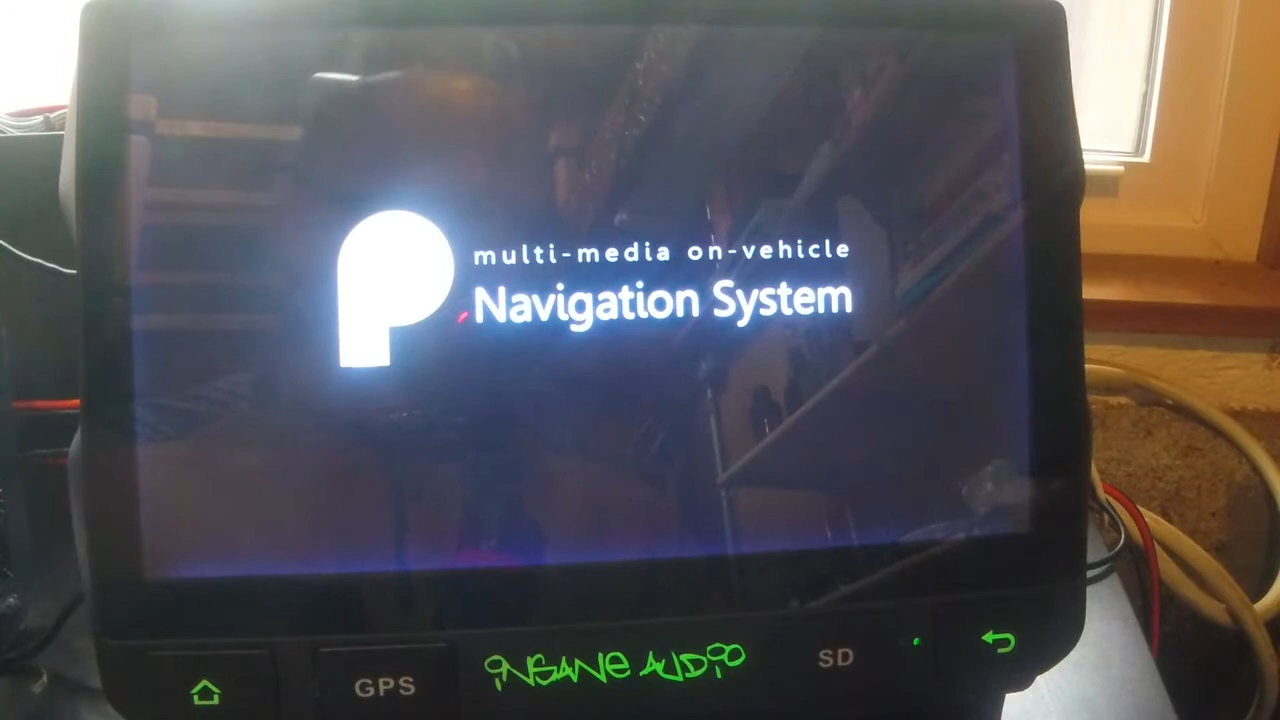 multi-media on-vehicle
Navigation System
GPS
INSANE AUDIO
SD